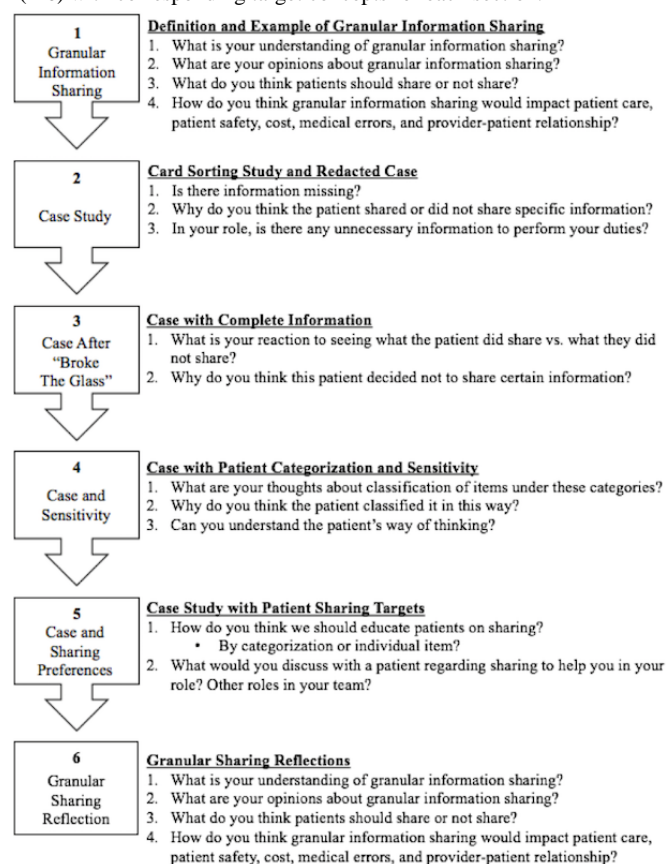 1
Granular
Information
Sharing
Definition and Example of Granular Information Sharing
1. What is your understanding of granular information sharing?
2. What are your opinions about granular information sharing?
3. What do you think patients should share or not share?
4. How do you think granular information sharing would impact patient care,
patient safety, cost, medical errors, and provider-patient relationship?
2
Case Study
Card Sorting Study and Redacted Case
1. Is there information missing?
2. Why do you think the patient shared or did not share specific information?
3. In your role, is there any unnecessary information to perform your duties?
3
Case After
“Broke
The Glass”
Case with Complete Information
1. What is your reaction to seeing what the patient did share vs. what they did
not share?
2. Why do you think this patient decided not to share certain information?
4
Case and
Sensitivity
Case with Patient Categorization and Sensitivity
1. What are your thoughts about classification of items under these categories?
2. Why do you think the patient classified it in this way?
3. Can you understand the patient’s way of thinking?
5
Case and
Sharing
Preferences
Case Study with Patient Sharing Targets
1. How do you think we should educate patients on sharing?
• By categorization or individual item?
2. What would you discuss with a patient regarding sharing to help you in your
role? Other roles in your team?
6
Granular
Sharing
Reflection
Granular Sharing Reflections
1. What is your understanding of granular information sharing?
2. What are your opinions about granular information sharing?
3. What do you think patients should share or not share?
4. How do you think granular information sharing would impact patient care,
patient safety, cost, medical errors, and provider-patient relationship?